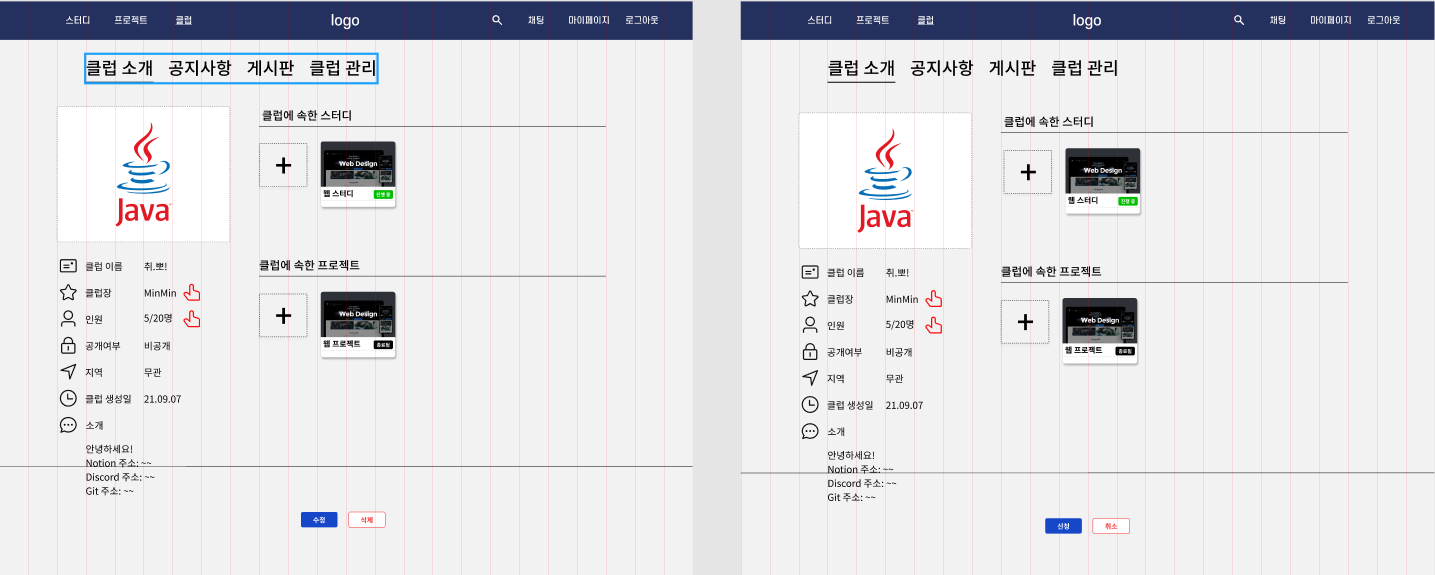 스터디 프로젝트 클럽 logo 채팅 마이페이지 로그아웃
클럽 소개 공지사항 게시판 클럽 관리
Java
클럽 이름 취.뽀!
클럽장 MinMin
인원 5/20명
공개여부 비공개
지역 무관
클럽 생성일 21.09.07
소개
안녕하세요!
Notion 주소: ~~
Discord 주소: ~~
Git 주소: ~~
클럽에 속한 스터디
+
Web Design
웹 스터디 진행 중
클럽에 속한 프로젝트
+
Web Design
웹 프로젝트 종료됨
수정 삭제
스터디 프로젝트 클럽 logo 채팅 마이페이지 로그아웃
클럽 소개 공지사항 게시판 클럽 관리
Java
클럽 이름 취.뽀!
클럽장 MinMin
인원 5/20명
공개여부 비공개
지역 무관
클럽 생성일 21.09.07
소개
안녕하세요!
Notion 주소: ~~
Discord 주소: ~~
Git 주소: ~~
클럽에 속한 스터디
+
Web Design
웹 스터디 진행 중
클럽에 속한 프로젝트
+
Web Design
웹 프로젝트 종료됨
신청 취소